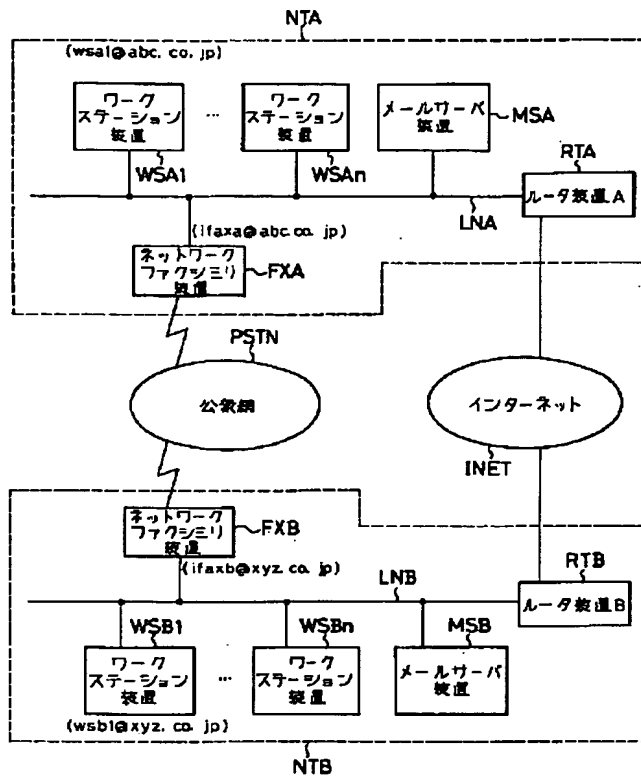 NTA
(wsa1@abc.co.jp)
ワーク
ステーション
装置
...
ワーク
ステーション
装置
メールサーバ
装置
MSA
WSA1
WSAn
RTA
LNA
ルータ装置A
(ifaxa@abc.co.jp)
ネットワーク
ファクシミリ
装置
FXA
PSTN
公衆網
インターネット
INET
ネットワーク
ファクシミリ
装置
FXB
(ifaxb@xyz.co.jp)
LNB
RTB
ルータ装置B
WSB1
WSBn
MSB
ワーク
ステーション
装置
...
ワーク
ステーション
装置
メールサーバ
装置
(wsb1@xyz.co.jp)
NTB